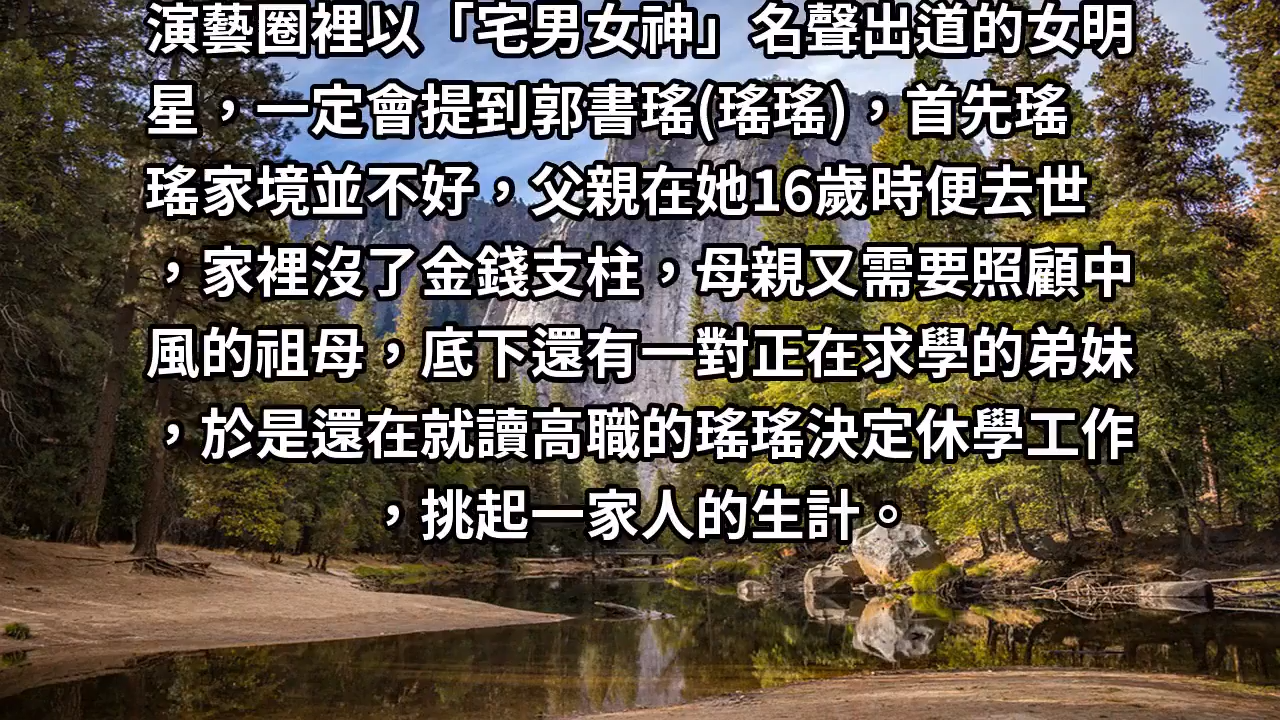 演藝圈裡以「宅男女神」名聲出道的女明
星，一定會提到郭書瑤(瑤瑤)，首先瑤
瑤家境並不好，父親在她16歲時便去世
，家裡沒了金錢支柱，母親又需要照顧中
風的祖母，底下還有一對正在求學的弟妹
，於是還在就讀高職的瑤瑤決定休學工作
，挑起一家人的生計。